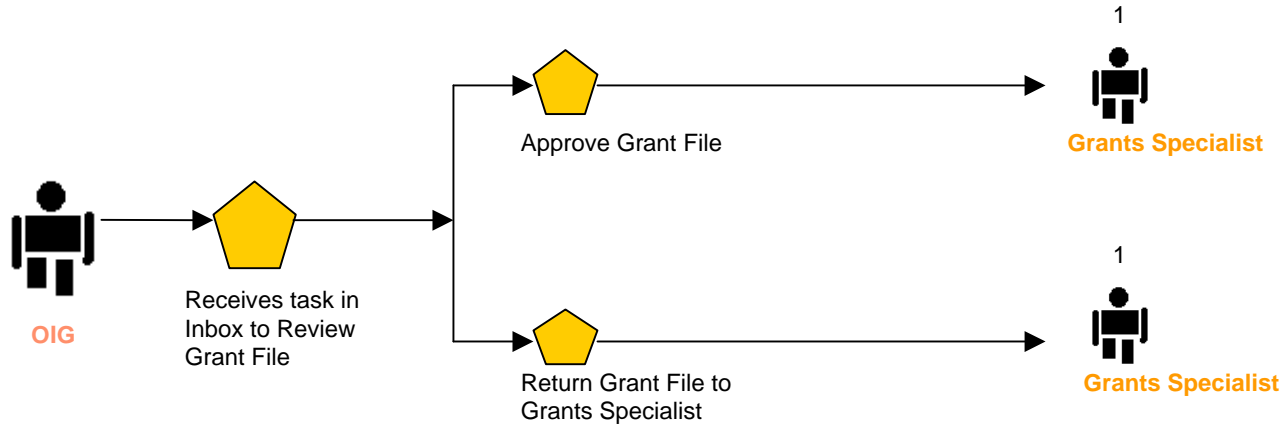 1
Approve Grant File
Grants Specialist
OIG
Receives task in
Inbox to Review
Grant File
1
Return Grant File to
Grants Specialist
Grants Specialist